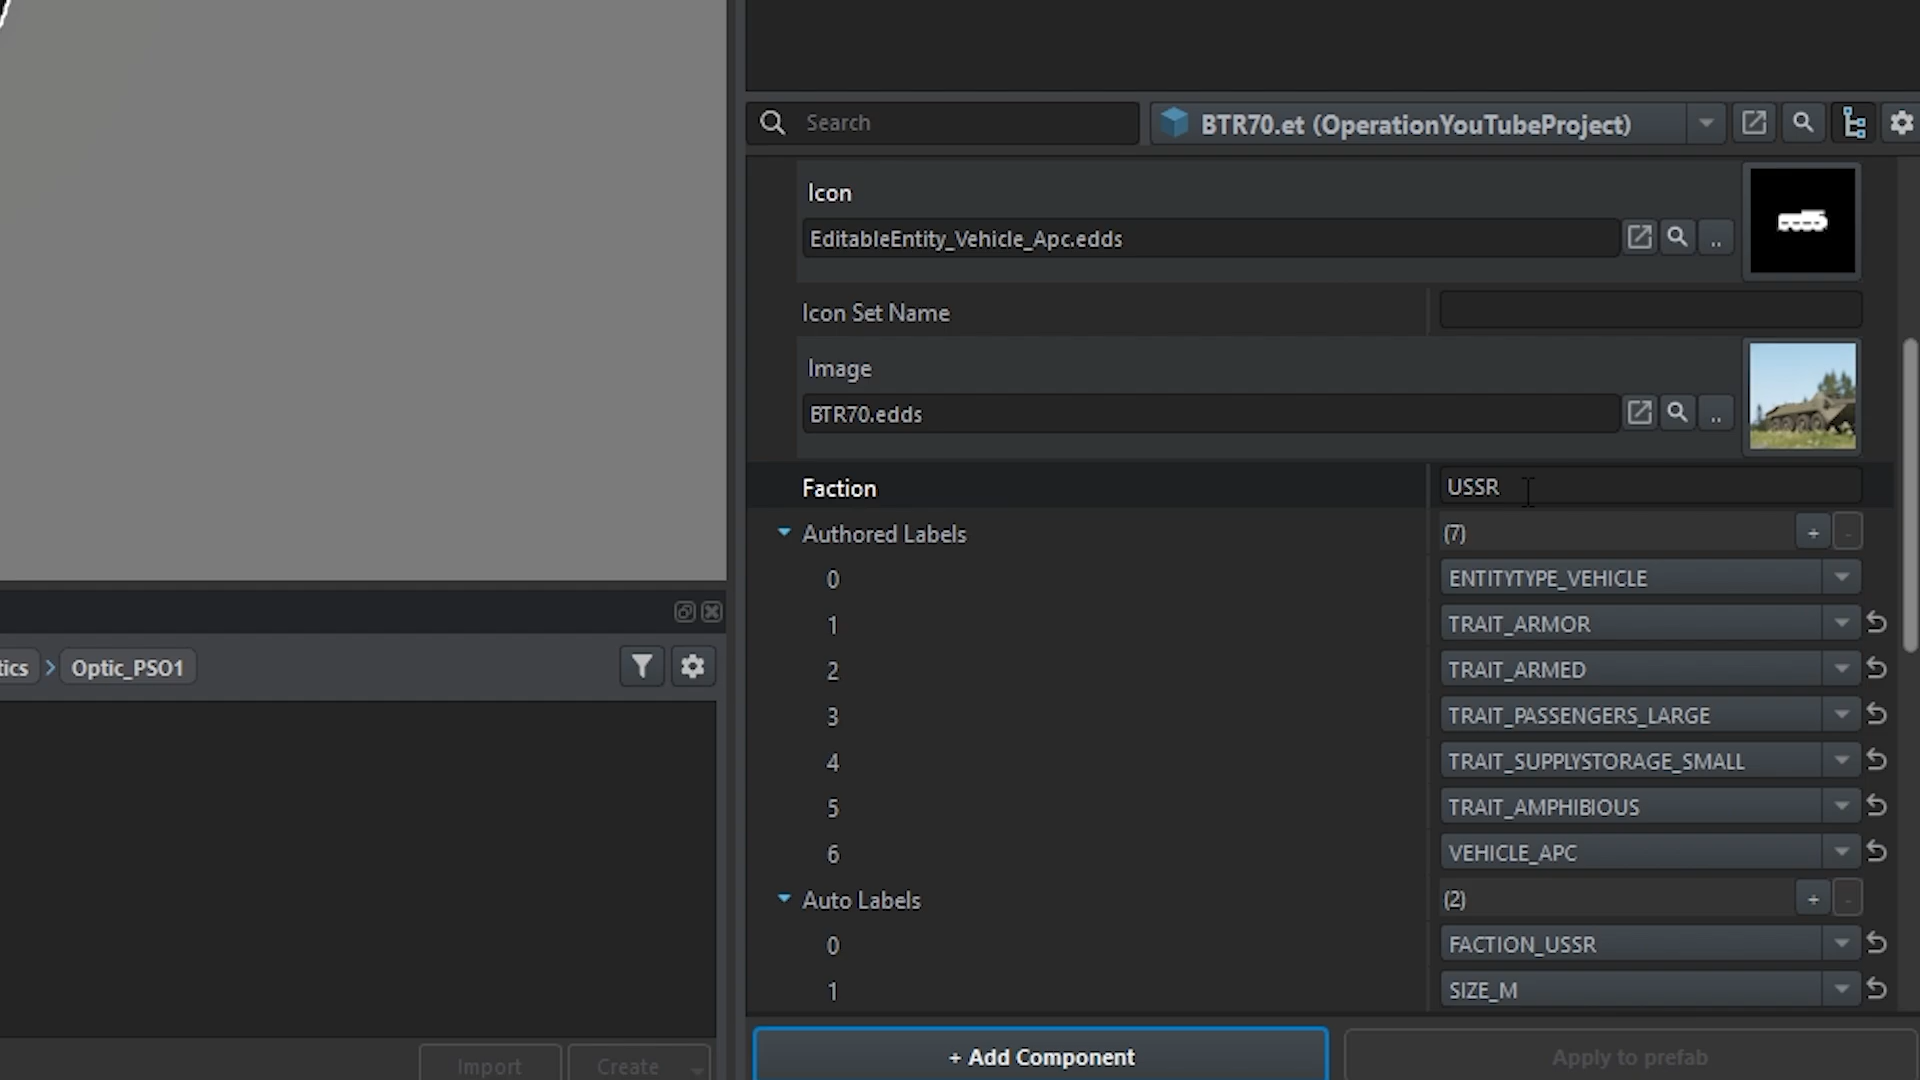 Search
BTR70.et (OperationYouTubeProject)
Icon
EditableEntity_Vehicle_Apc.edds
..
Icon Set Name
Image
BTR70.edds
..
Faction
USSR
Authored Labels
(7)
+
-
0
ENTITYTYPE_VEHICLE
1
TRAIT_ARMOR
2
TRAIT_ARMED
3
TRAIT_PASSENGERS_LARGE
4
TRAIT_SUPPLYSTORAGE_SMALL
5
TRAIT_AMPHIBIOUS
6
VEHICLE_APC
Auto Labels
(2)
+
-
0
FACTION_USSR
1
SIZE_M
+ Add Component
Apply to prefab
tics > Optic_PSO1
Import
Create